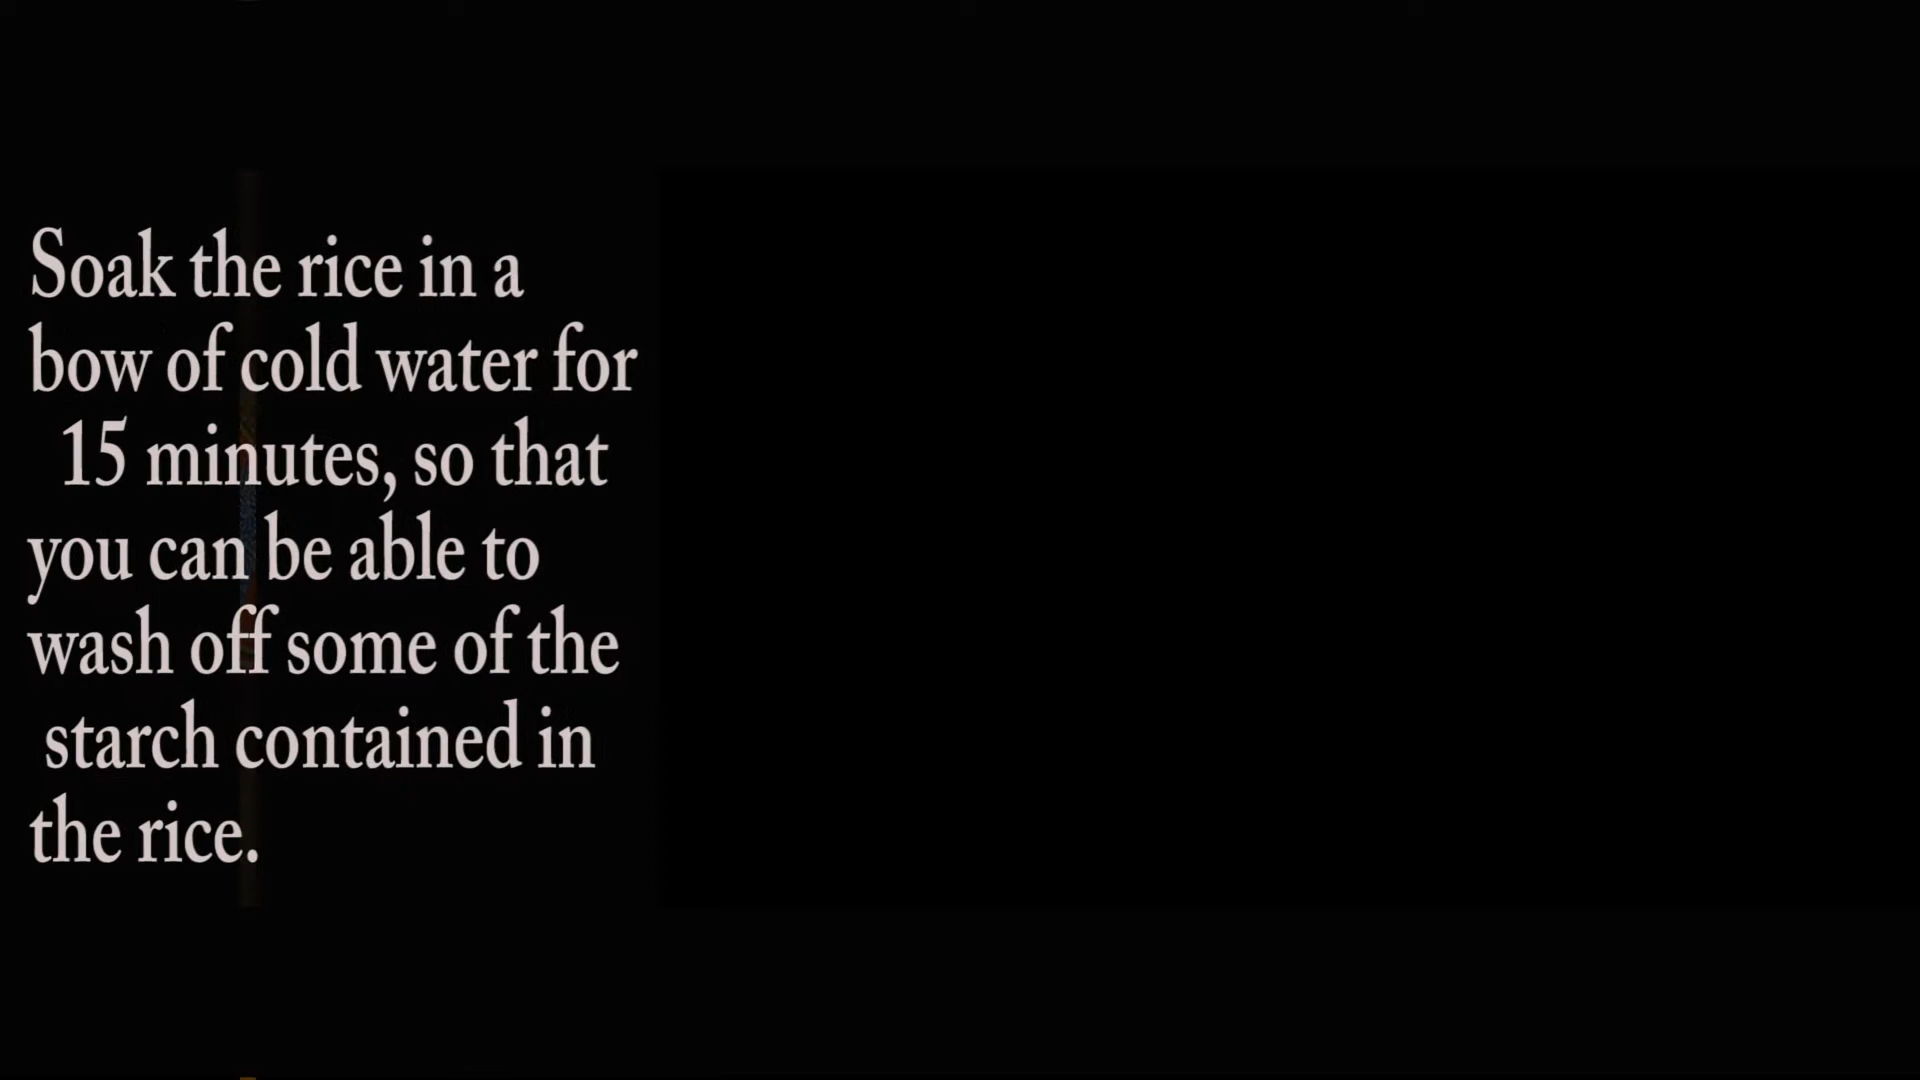 Soak the rice in a
bow of cold water for
15 minutes, so that
you can be able to
wash off some of the
starch contained in
the rice.